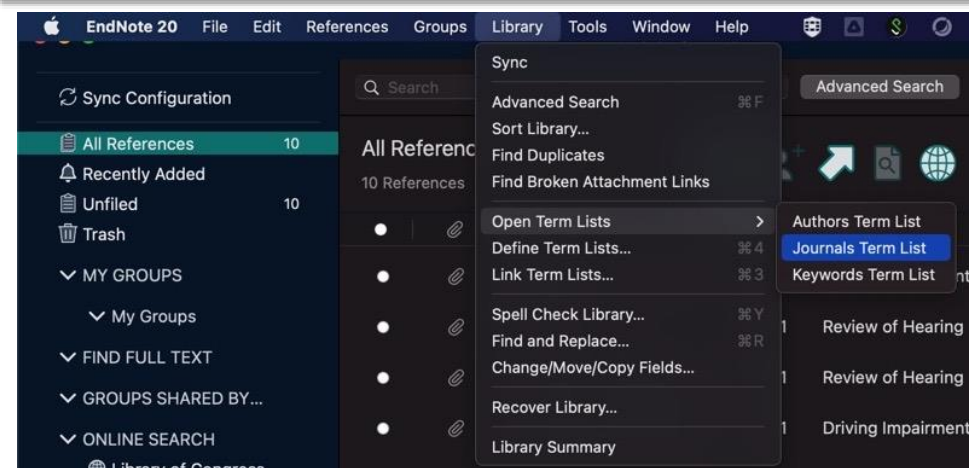 EndNote 20 File Edit References Groups Library Tools Window Help
Sync Configuration
All References 10
Recently Added
Unfiled 10
Trash
MY GROUPS
My Groups
FIND FULL TEXT
GROUPS SHARED BY...
ONLINE SEARCH
Search
Advanced Search
All Referenc
10 References
Sync
Advanced Search ⌘F
Sort Library...
Find Duplicates
Find Broken Attachment Links
Open Term Lists
Define Term Lists... ⌘4
Link Term Lists... ⌘3
Spell Check Library... ⌘Y
Find and Replace... ⌘R
Change/Move/Copy Fields...
Recover Library...
Library Summary
Authors Term List
Journals Term List
Keywords Term List
Review of Hearing
Review of Hearing
Driving Impairment